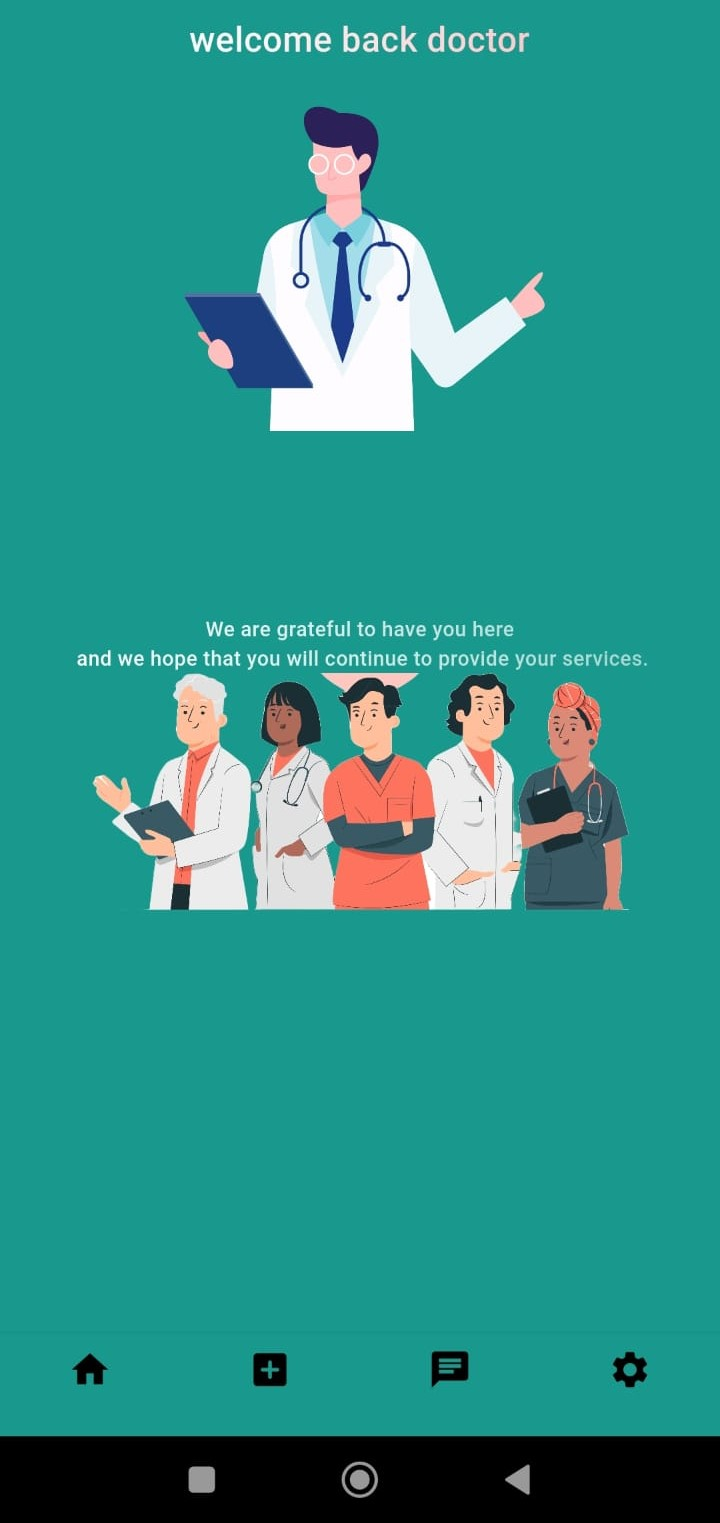 welcome back doctor
We are grateful to have you here
and we hope that you will continue to provide your services.